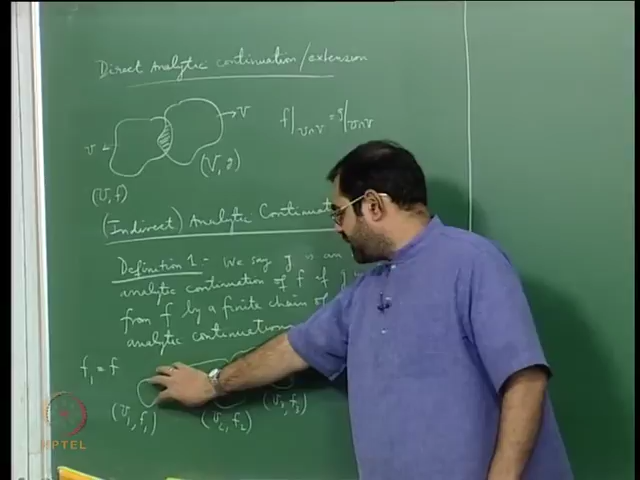 Direct Analytic continuation/extension
U V
f|U∩V = g|U∩V
(V, g)
(U, f)
(Indirect) Analytic Continuat
Definition 1 - We say g is an
analytic continuation of f if g
from f by a finite chain of
analytic continuation
f₁ = f
(U₁, f₁) (U₂, f₂) (U₃, f₃)
NPTEL